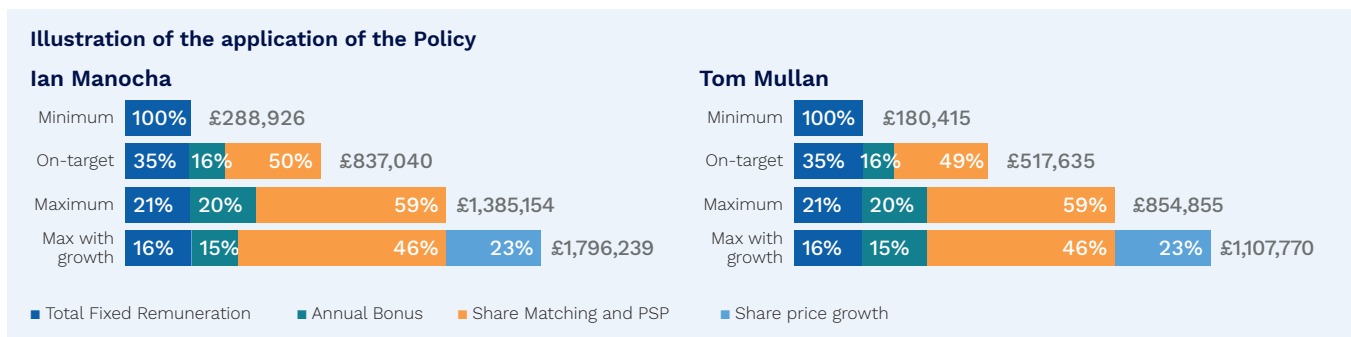 Illustration of the application of the Policy
Ian Manocha
Minimum 100% £288,926
On-target 35% 16% 50% £837,040
Maximum 21% 20% 59% £1,385,154
Max with
growth 16% 15% 46% 23% £1,796,239
Tom Mullan
Minimum 100% £180,415
On-target 35% 16% 49% £517,635
Maximum 21% 20% 59% £854,855
Max with
growth 16% 15% 46% 23% £1,107,770
Total Fixed Remuneration Annual Bonus Share Matching and PSP Share price growth